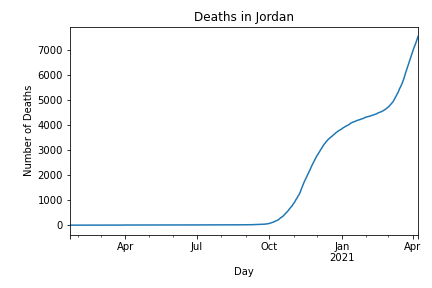 Deaths in Jordan
Number of Deaths
7000
6000
5000
4000
3000
2000
1000
0
Apr
Jul
Oct
Jan
2021
Apr
Day